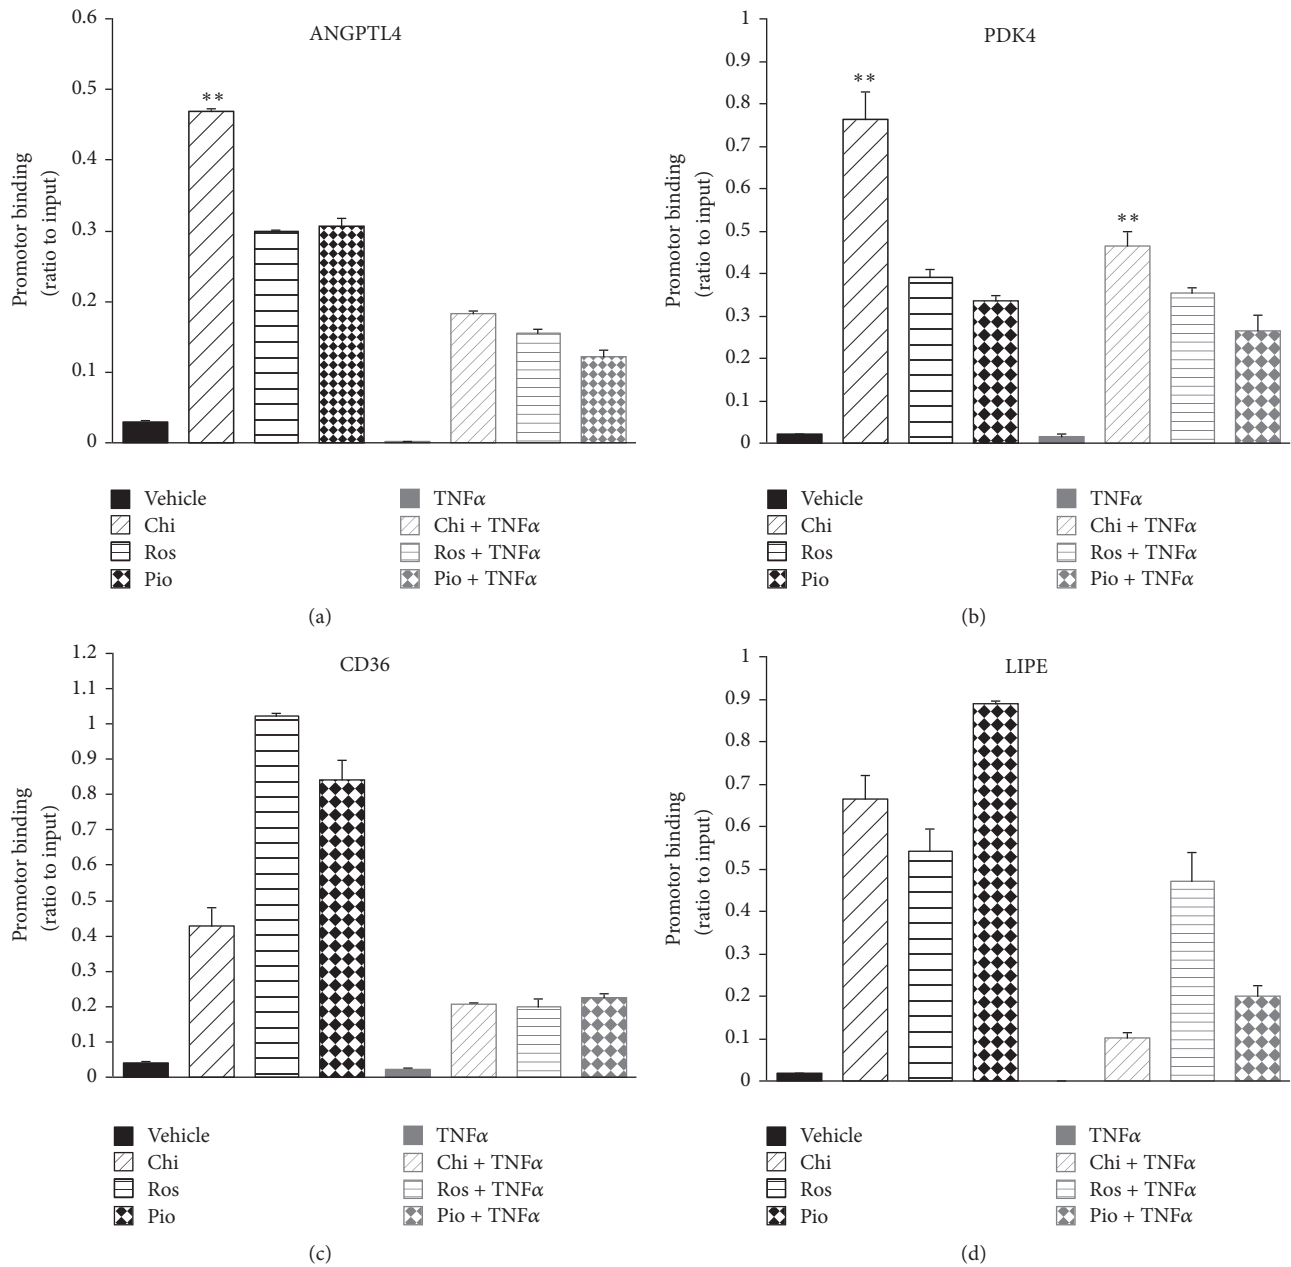 ANGPTL4
Promotor binding
(ratio to input)
0.6
0.5
0.4
0.3
0.2
0.1
0
**
Vehicle
Chi
Ros
Pio
TNFα
Chi + TNFα
Ros + TNFα
Pio + TNFα
(a)
PDK4
Promotor binding
(ratio to input)
1
0.9
0.8
0.7
0.6
0.5
0.4
0.3
0.2
0.1
0
**
**
Vehicle
Chi
Ros
Pio
TNFα
Chi + TNFα
Ros + TNFα
Pio + TNFα
(b)
CD36
Promotor binding
(ratio to input)
1.2
1.1
1
0.9
0.8
0.7
0.6
0.5
0.4
0.3
0.2
0.1
0
Vehicle
Chi
Ros
Pio
TNFα
Chi + TNFα
Ros + TNFα
Pio + TNFα
(c)
LIPE
Promotor binding
(ratio to input)
1
0.9
0.8
0.7
0.6
0.5
0.4
0.3
0.2
0.1
0
Vehicle
Chi
Ros
Pio
TNFα
Chi + TNFα
Ros + TNFα
Pio + TNFα
(d)